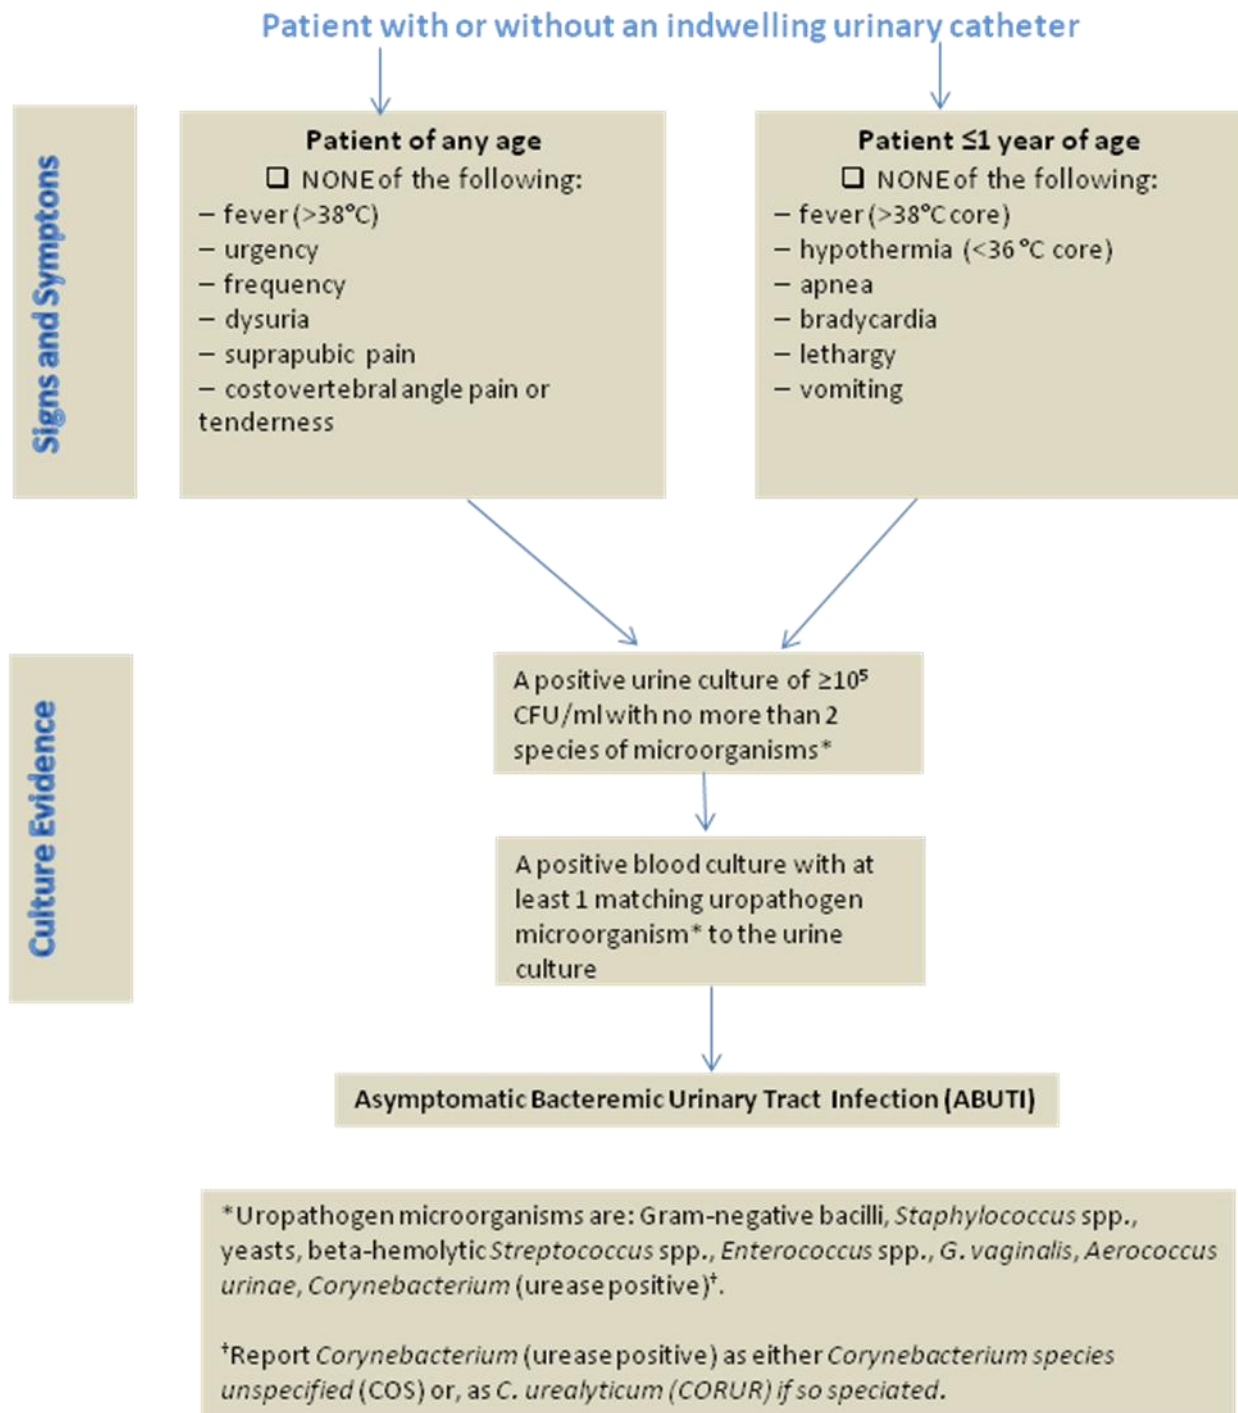 Patient with or without an indwelling urinary catheter
Signs and Symptons
Patient of any age
❑ NONE of the following:
– fever (>38°C)
– urgency
– frequency
– dysuria
– suprapubic pain
– costovertebral angle pain or
tenderness
Patient ≤1 year of age
❑ NONE of the following:
– fever (>38°C core)
– hypothermia (<36 °C core)
– apnea
– bradycardia
– lethargy
– vomiting
Culture Evidence
A positive urine culture of ≥10⁵
CFU/ml with no more than 2
species of microorganisms*
A positive blood culture with at
least 1 matching uropathogen
microorganism* to the urine
culture
Asymptomatic Bacteremic Urinary Tract Infection (ABUTI)
*Uropathogen microorganisms are: Gram-negative bacilli, Staphylococcus spp.,
yeasts, beta-hemolytic Streptococcus spp., Enterococcus spp., G. vaginalis, Aerococcus
urinae, Corynebacterium (urease positive)†.
†Report Corynebacterium (urease positive) as either Corynebacterium species
unspecified (COS) or, as C. urealyticum (CORUR) if so speciated.